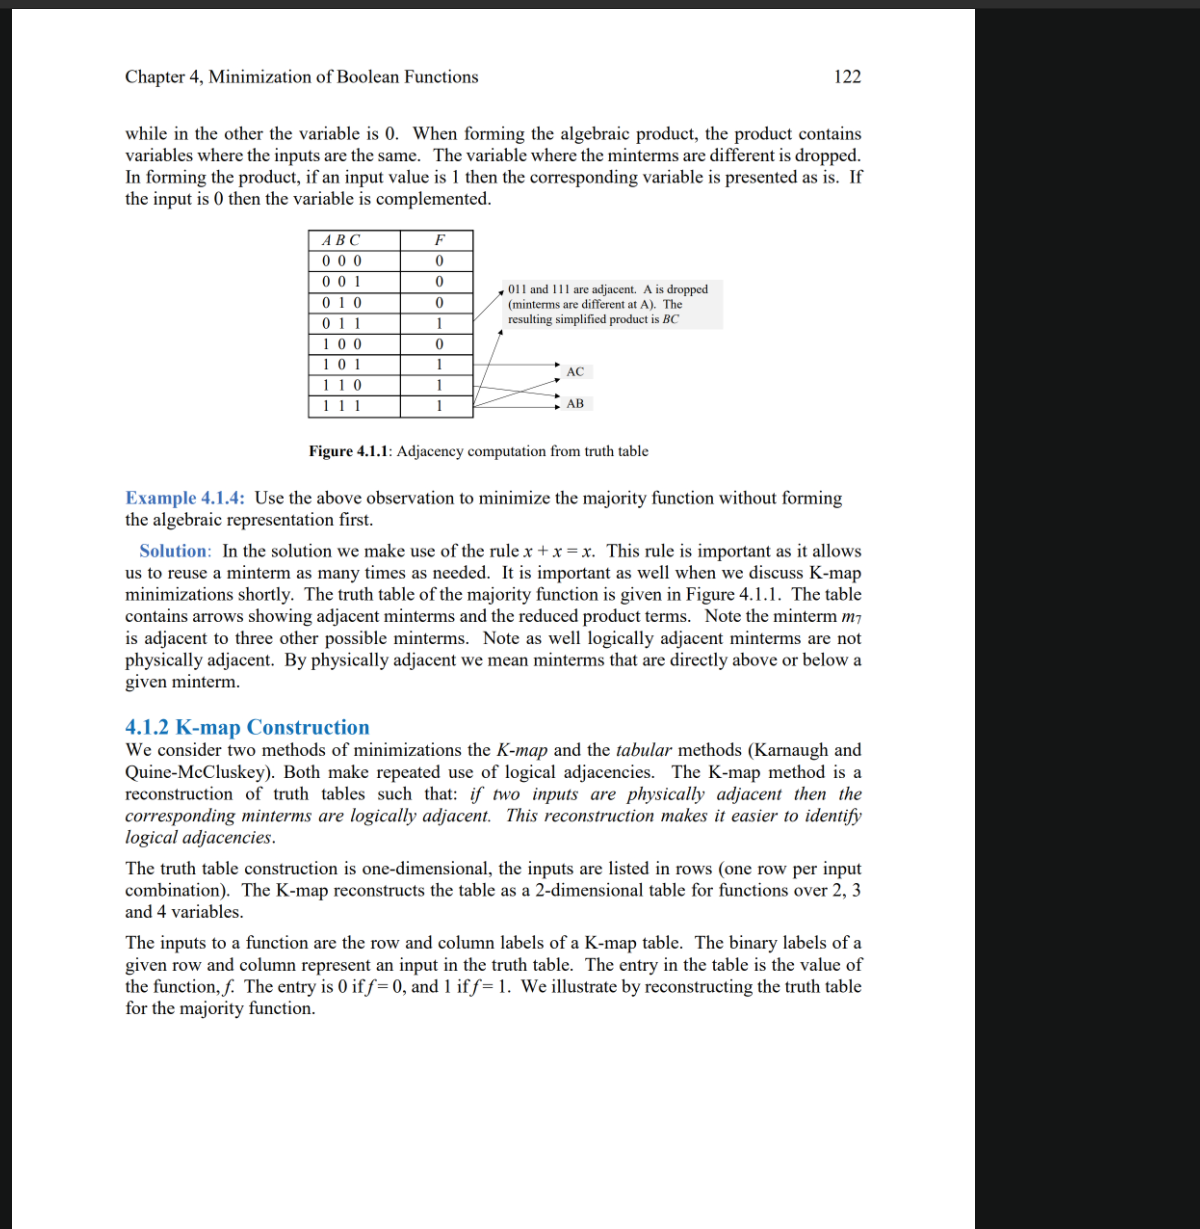 Chapter 4, Minimization of Boolean Functions 122
while in the other the variable is 0. When forming the algebraic product, the product contains
variables where the inputs are the same. The variable where the minterms are different is dropped.
In forming the product, if an input value is 1 then the corresponding variable is presented as is. If
the input is 0 then the variable is complemented.
A B C F
0 0 0 0
0 0 1 0
0 1 0 0
0 1 1 1
1 0 0 0
1 0 1 1
1 1 0 1
1 1 1 1
011 and 111 are adjacent. A is dropped
(minterms are different at A). The
resulting simplified product is BC
AC
AB
Figure 4.1.1: Adjacency computation from truth table
Example 4.1.4: Use the above observation to minimize the majority function without forming
the algebraic representation first.
Solution: In the solution we make use of the rule x + x = x. This rule is important as it allows
us to reuse a minterm as many times as needed. It is important as well when we discuss K-map
minimizations shortly. The truth table of the majority function is given in Figure 4.1.1. The table
contains arrows showing adjacent minterms and the reduced product terms. Note the minterm m7
is adjacent to three other possible minterms. Note as well logically adjacent minterms are not
physically adjacent. By physically adjacent we mean minterms that are directly above or below a
given minterm.
4.1.2 K-map Construction
We consider two methods of minimizations the K-map and the tabular methods (Karnaugh and
Quine-McCluskey). Both make repeated use of logical adjacencies. The K-map method is a
reconstruction of truth tables such that: if two inputs are physically adjacent then the
corresponding minterms are logically adjacent. This reconstruction makes it easier to identify
logical adjacencies.
The truth table construction is one-dimensional, the inputs are listed in rows (one row per input
combination). The K-map reconstructs the table as a 2-dimensional table for functions over 2, 3
and 4 variables.
The inputs to a function are the row and column labels of a K-map table. The binary labels of a
given row and column represent an input in the truth table. The entry in the table is the value of
the function, f. The entry is 0 if f = 0, and 1 if f = 1. We illustrate by reconstructing the truth table
for the majority function.